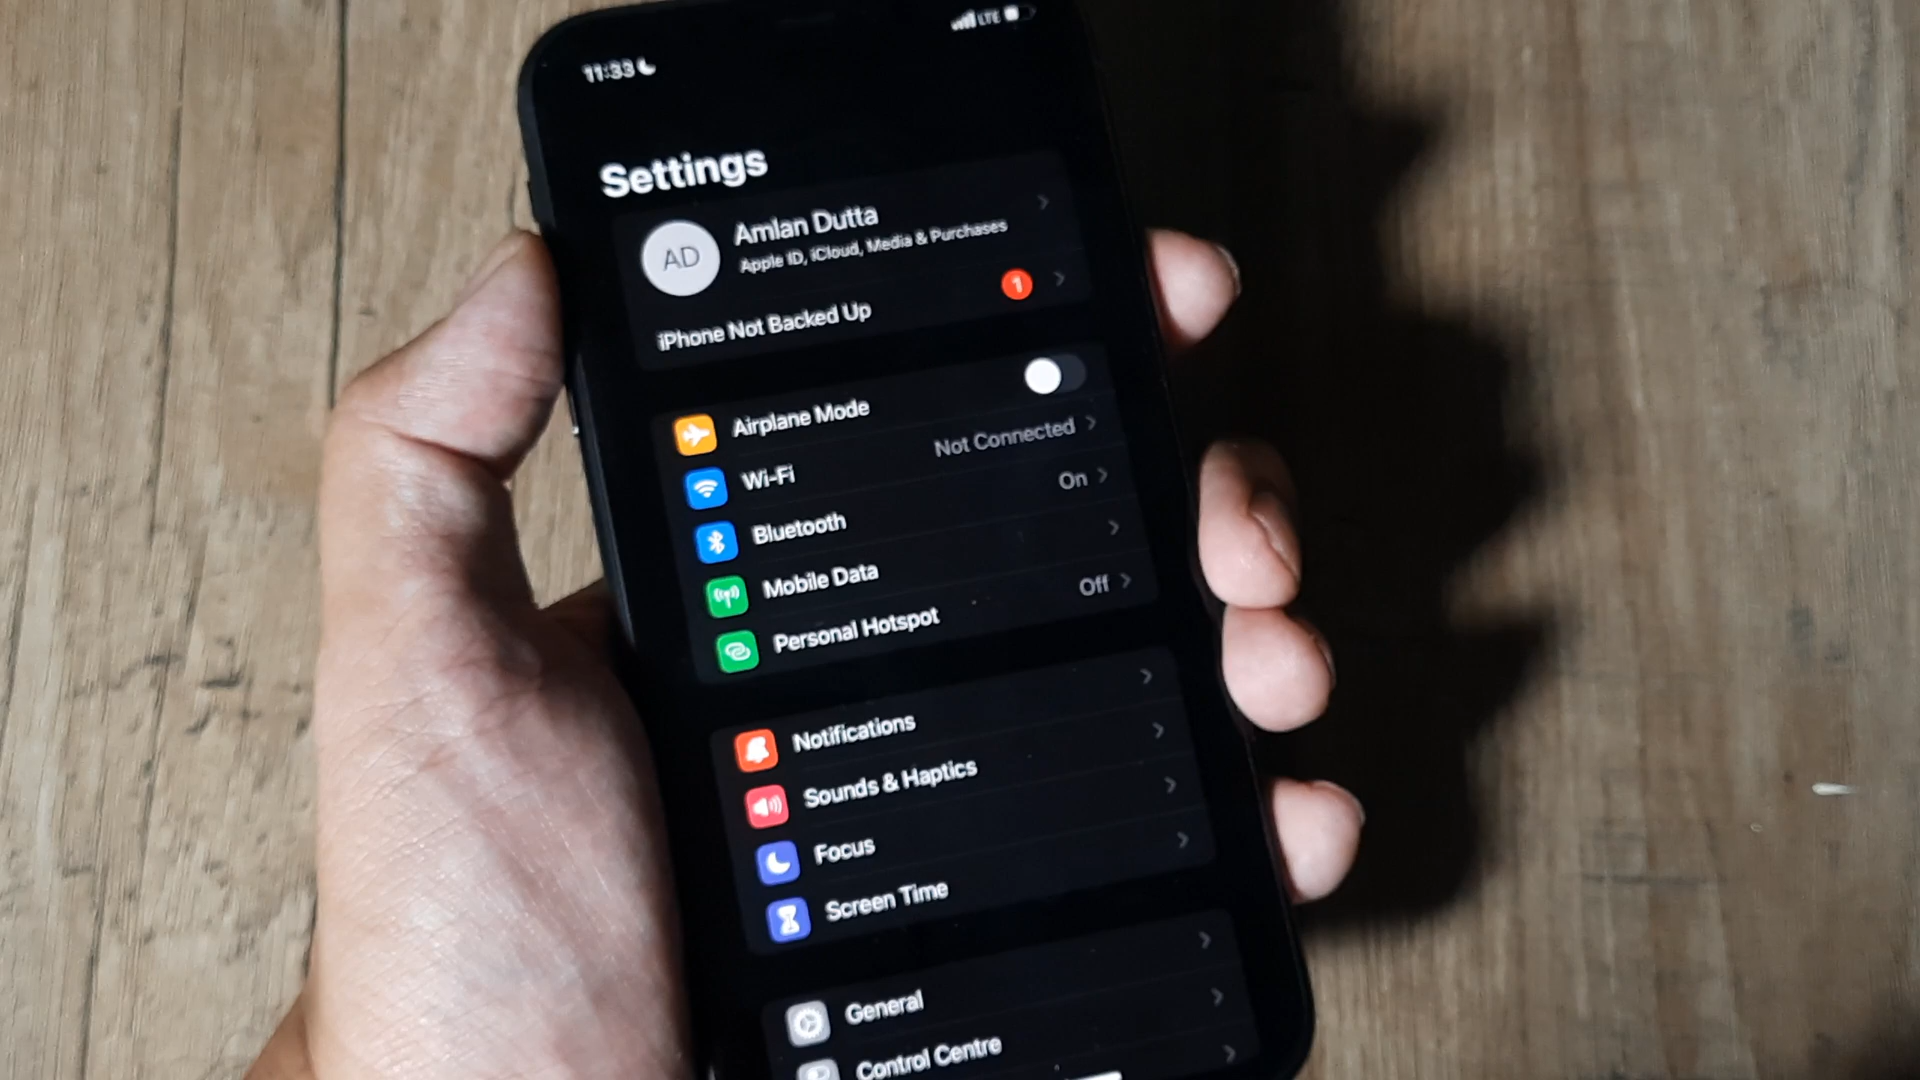 11:33
LTE
Settings
AD
Amlan Dutta
Apple ID, iCloud, Media & Purchases
iPhone Not Backed Up
1
Airplane Mode
Wi-Fi
Not Connected
Bluetooth
On
Mobile Data
Personal Hotspot
Off
Notifications
Sounds & Haptics
Focus
Screen Time
General
Control Centre